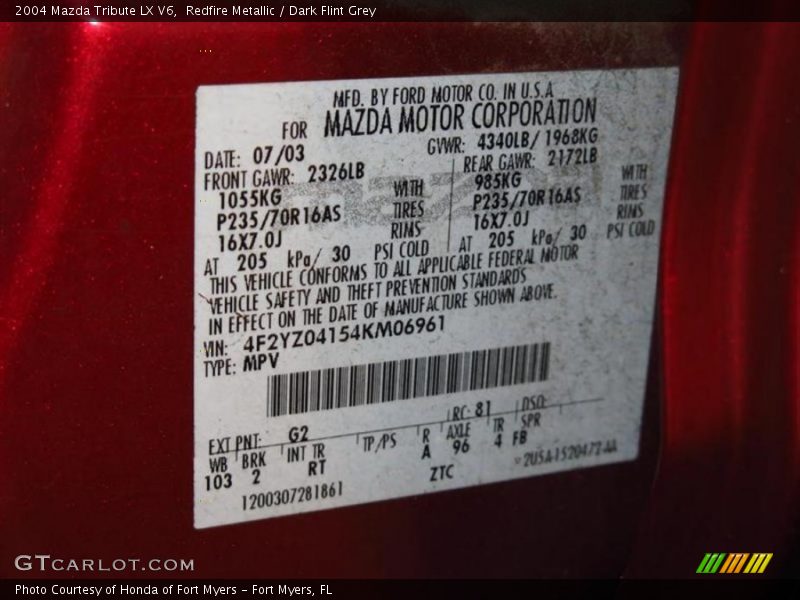 2004 Mazda Tribute LX V6, Redfire Metallic / Dark Flint Grey
MFD. BY FORD MOTOR CO. IN U.S.A.
FOR MAZDA MOTOR CORPORATION
DATE: 07/03 GVWR: 4340LB/ 1968KG
FRONT GAWR: 2326LB REAR GAWR: 2172LB
1055KG WITH 985KG WITH
P235/70R16AS TIRES P235/70R16AS TIRES
16X7.0J RIMS 16X7.0J RIMS
AT 205 kPa/ 30 PSI COLD AT 205 kPa/ 30 PSI COLD
THIS VEHICLE CONFORMS TO ALL APPLICABLE FEDERAL MOTOR
VEHICLE SAFETY AND THEFT PREVENTION STANDARDS
IN EFFECT ON THE DATE OF MANUFACTURE SHOWN ABOVE.
VIN: 4F2YZ04154KM06961
TYPE: MPV
EXT PNT: G2 RC: 81 DSO:
WB BRK INT TR TP/PS R AXLE TR SPR
103 2 RT A 96 4 FB
1200307281861 ZTC 2U5A-1520472-AA
GTCARLOT.COM
Photo Courtesy of Honda of Fort Myers – Fort Myers, FL